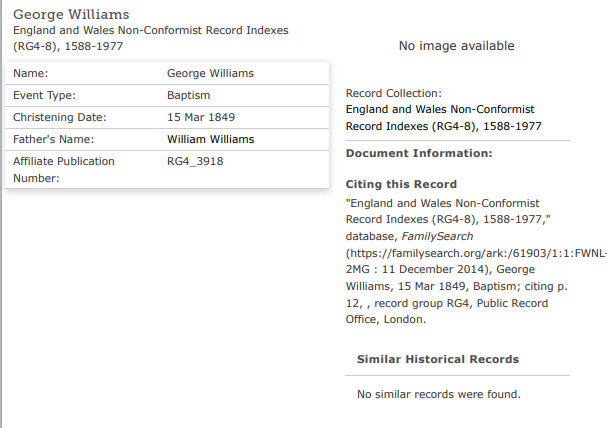 George Williams
England and Wales Non-Conformist Record Indexes
(RG4-8), 1588-1977
Name: George Williams
Event Type: Baptism
Christening Date: 15 Mar 1849
Father's Name: William Williams
Affiliate Publication RG4_3918
Number:
No image available
Record Collection:
England and Wales Non-Conformist
Record Indexes (RG4-8), 1588-1977
Document Information:
Citing this Record
"England and Wales Non-Conformist
Record Indexes (RG4-8), 1588-1977,"
database, FamilySearch
(https://familysearch.org/ark:/61903/1:1:FWNL-
2MG : 11 December 2014), George
Williams, 15 Mar 1849, Baptism; citing p.
12, , record group RG4, Public Record
Office, London.
Similar Historical Records
No similar records were found.